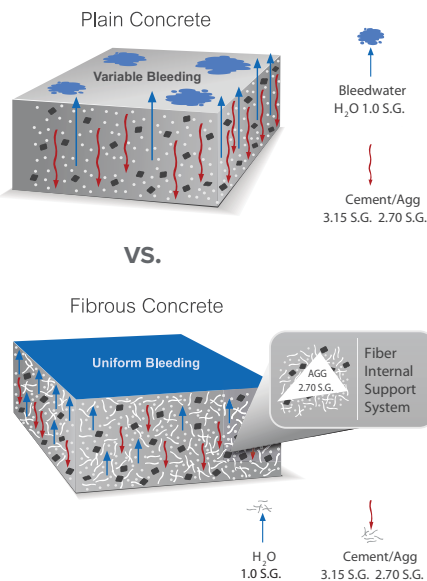 Plain Concrete
Variable Bleeding
Bleedwater
H₂O 1.0 S.G.
Cement/Agg
3.15 S.G. 2.70 S.G.
VS.
Fibrous Concrete
Uniform Bleeding
AGG
2.70 S.G.
Fiber
Internal
Support
System
H₂O
1.0 S.G.
Cement/Agg
3.15 S.G. 2.70 S.G.